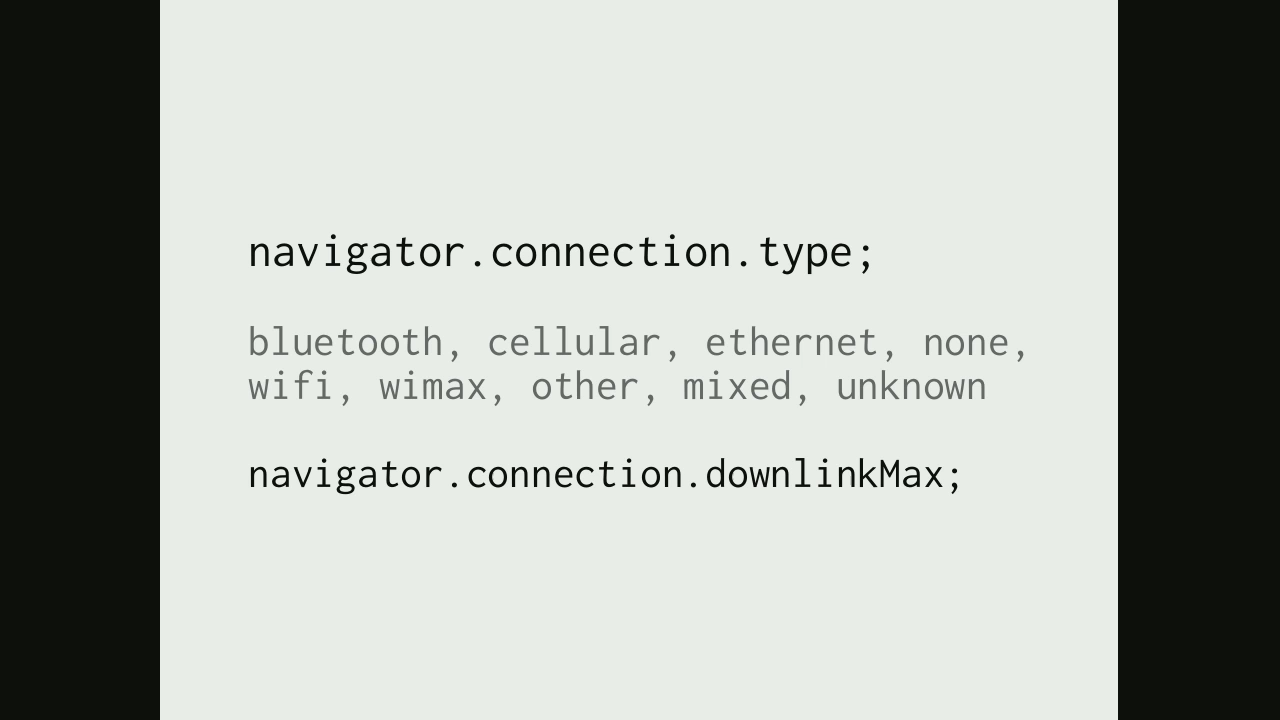 navigator.connection.type;
bluetooth, cellular, ethernet, none,
wifi, wimax, other, mixed, unknown
navigator.connection.downlinkMax;